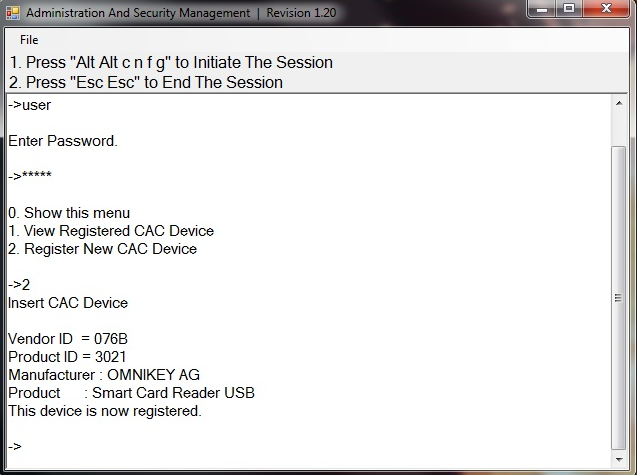 Administration And Security Management | Revision 1.20
File
1. Press "Alt Alt c n f g" to Initiate The Session
2. Press "Esc Esc" to End The Session
->user
Enter Password.
->*****
0. Show this menu
1. View Registered CAC Device
2. Register New CAC Device
->2
Insert CAC Device
Vendor ID = 076B
Product ID = 3021
Manufacturer : OMNIKEY AG
Product : Smart Card Reader USB
This device is now registered.
->